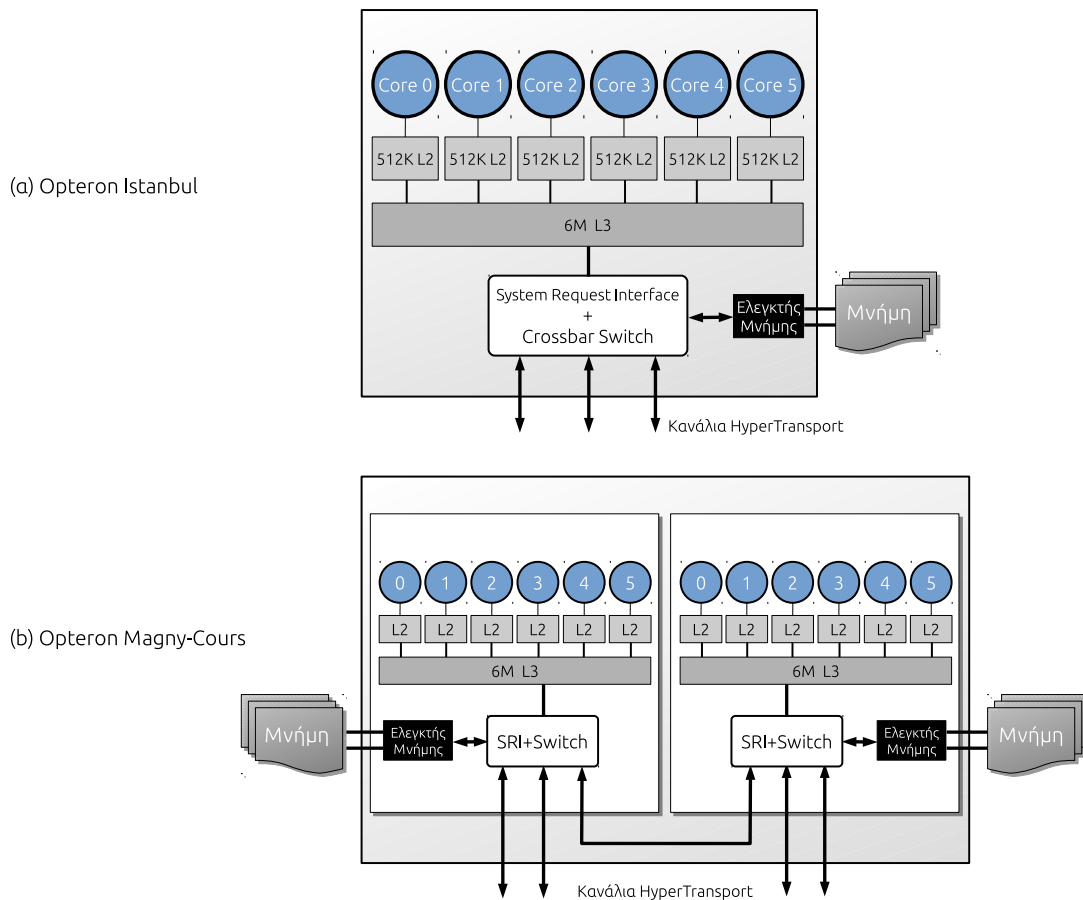 (a) Opteron Istanbul
Core 0 Core 1 Core 2 Core 3 Core 4 Core 5
512K L2 512K L2 512K L2 512K L2 512K L2 512K L2
6M L3
System Request Interface
+
Crossbar Switch
Ελεγκτής
Μνήμης
Μνήμη
Κανάλια HyperTransport
(b) Opteron Magny-Cours
0 1 2 3 4 5
L2 L2 L2 L2 L2 L2
6M L3
Μνήμη
Ελεγκτής
Μνήμης
SRI+Switch
0 1 2 3 4 5
L2 L2 L2 L2 L2 L2
6M L3
SRI+Switch
Ελεγκτής
Μνήμης
Μνήμη
Κανάλια HyperTransport